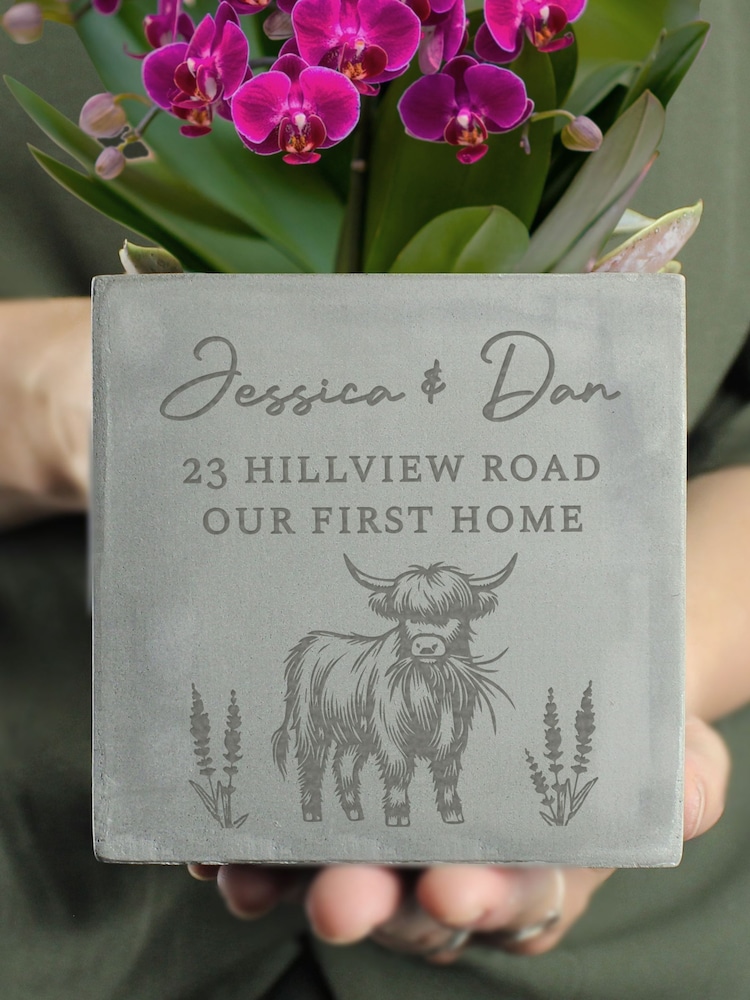 Jessica & Dan
23 HILLVIEW ROAD
OUR FIRST HOME